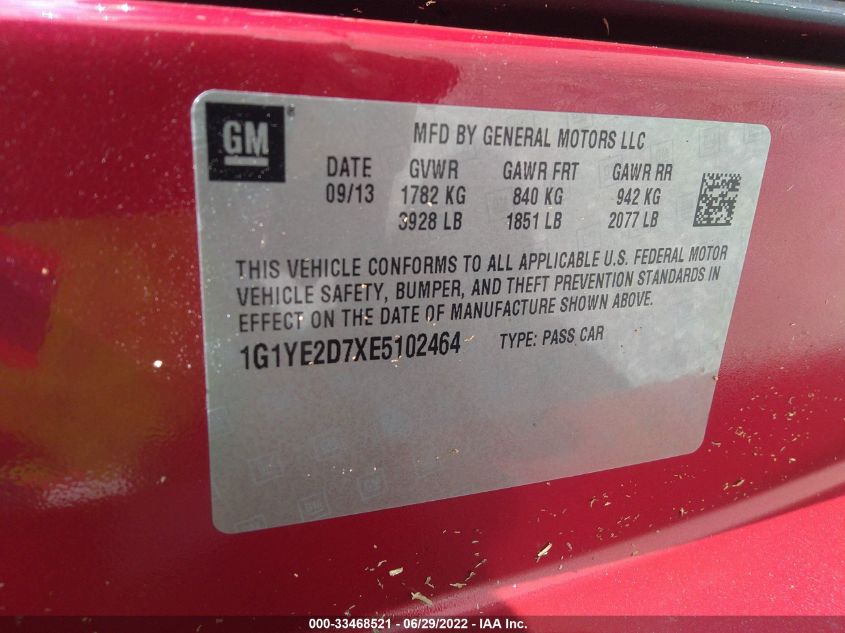 GM
MFD BY GENERAL MOTORS LLC
DATE GVWR GAWR FRT GAWR RR
09/13 1782 KG 840 KG 942 KG
3928 LB 1851 LB 2077 LB
THIS VEHICLE CONFORMS TO ALL APPLICABLE U.S. FEDERAL MOTOR
VEHICLE SAFETY, BUMPER, AND THEFT PREVENTION STANDARDS IN
EFFECT ON THE DATE OF MANUFACTURE SHOWN ABOVE.
1G1YE2D7XE5102464 TYPE: PASS CAR
GM
000-33468521 - 06/29/2022 - IAA Inc.